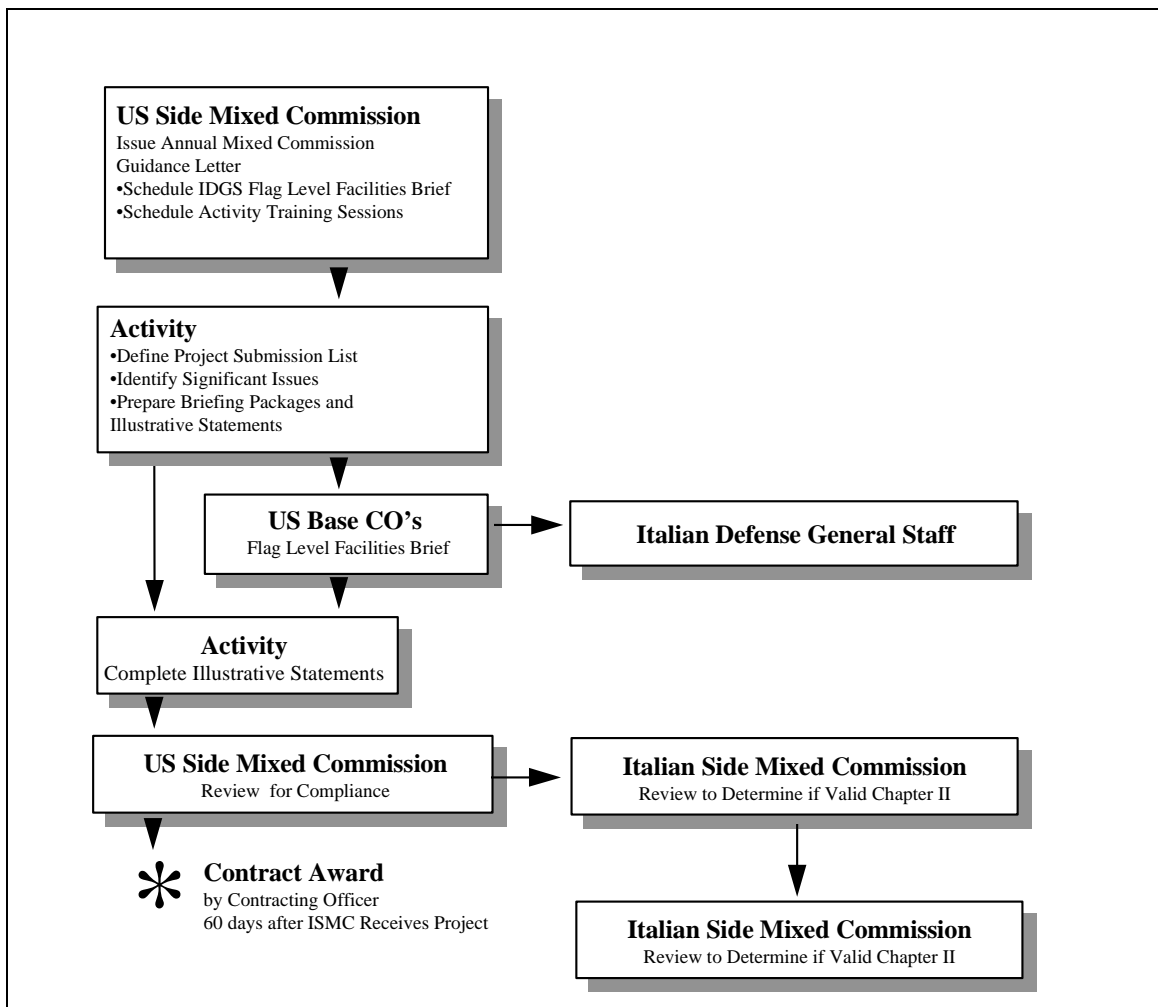 US Side Mixed Commission
Issue Annual Mixed Commission
Guidance Letter
•Schedule IDGS Flag Level Facilities Brief
•Schedule Activity Training Sessions
Activity
•Define Project Submission List
•Identify Significant Issues
•Prepare Briefing Packages and
Illustrative Statements
US Base CO's
Flag Level Facilities Brief
Italian Defense General Staff
Activity
Complete Illustrative Statements
US Side Mixed Commission
Review for Compliance
Italian Side Mixed Commission
Review to Determine if Valid Chapter II
* Contract Award
by Contracting Officer
60 days after ISMC Receives Project
Italian Side Mixed Commission
Review to Determine if Valid Chapter II